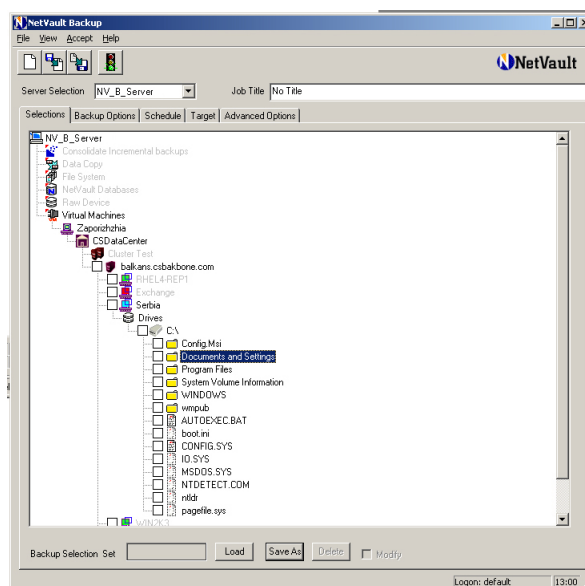 NetVault Backup
File View Accept Help
NetVault
Server Selection NV_B_Server Job Title No Title
Selections Backup Options Schedule Target Advanced Options
NV_B_Server
Consolidate Incremental backups
Data Copy
File System
NetVault Databases
Raw Device
Virtual Machines
Zaporizhzhia
CSDataCenter
Cluster Test
balkans.csbakbone.com
RHEL4-REP1
Exchange
Serbia
Drives
C:\
Config.Msi
Documents and Settings
Program Files
System Volume Information
WINDOWS
wmpub
AUTOEXEC.BAT
boot.ini
CONFIG.SYS
IO.SYS
MSDOS.SYS
NTDETECT.COM
ntldr
pagefile.sys
WIN2K3
Backup Selection Set Load Save As Delete Modify
Logon: default 13:00